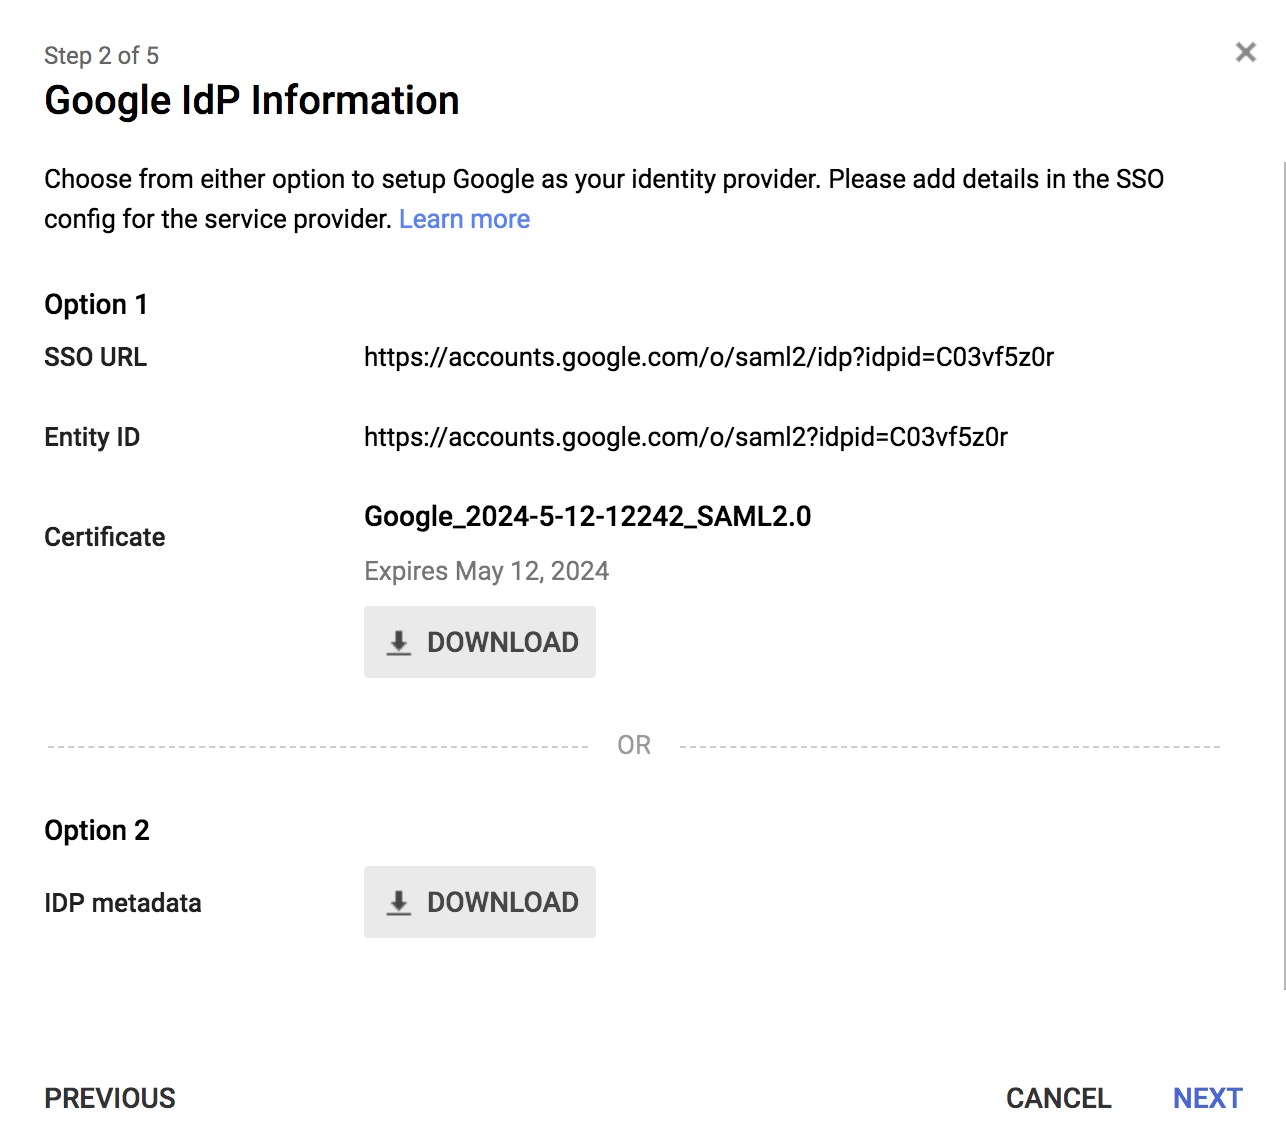 Step 2 of 5
Google IdP Information
Choose from either option to setup Google as your identity provider. Please add details in the SSO
config for the service provider. Learn more
Option 1
SSO URL https://accounts.google.com/o/saml2/idp?idpid=C03vf5z0r
Entity ID https://accounts.google.com/o/saml2?idpid=C03vf5z0r
Google_2024-5-12-12242_SAML2.0
Certificate
Expires May 12, 2024
DOWNLOAD
OR
Option 2
IDP metadata DOWNLOAD
PREVIOUS CANCEL NEXT